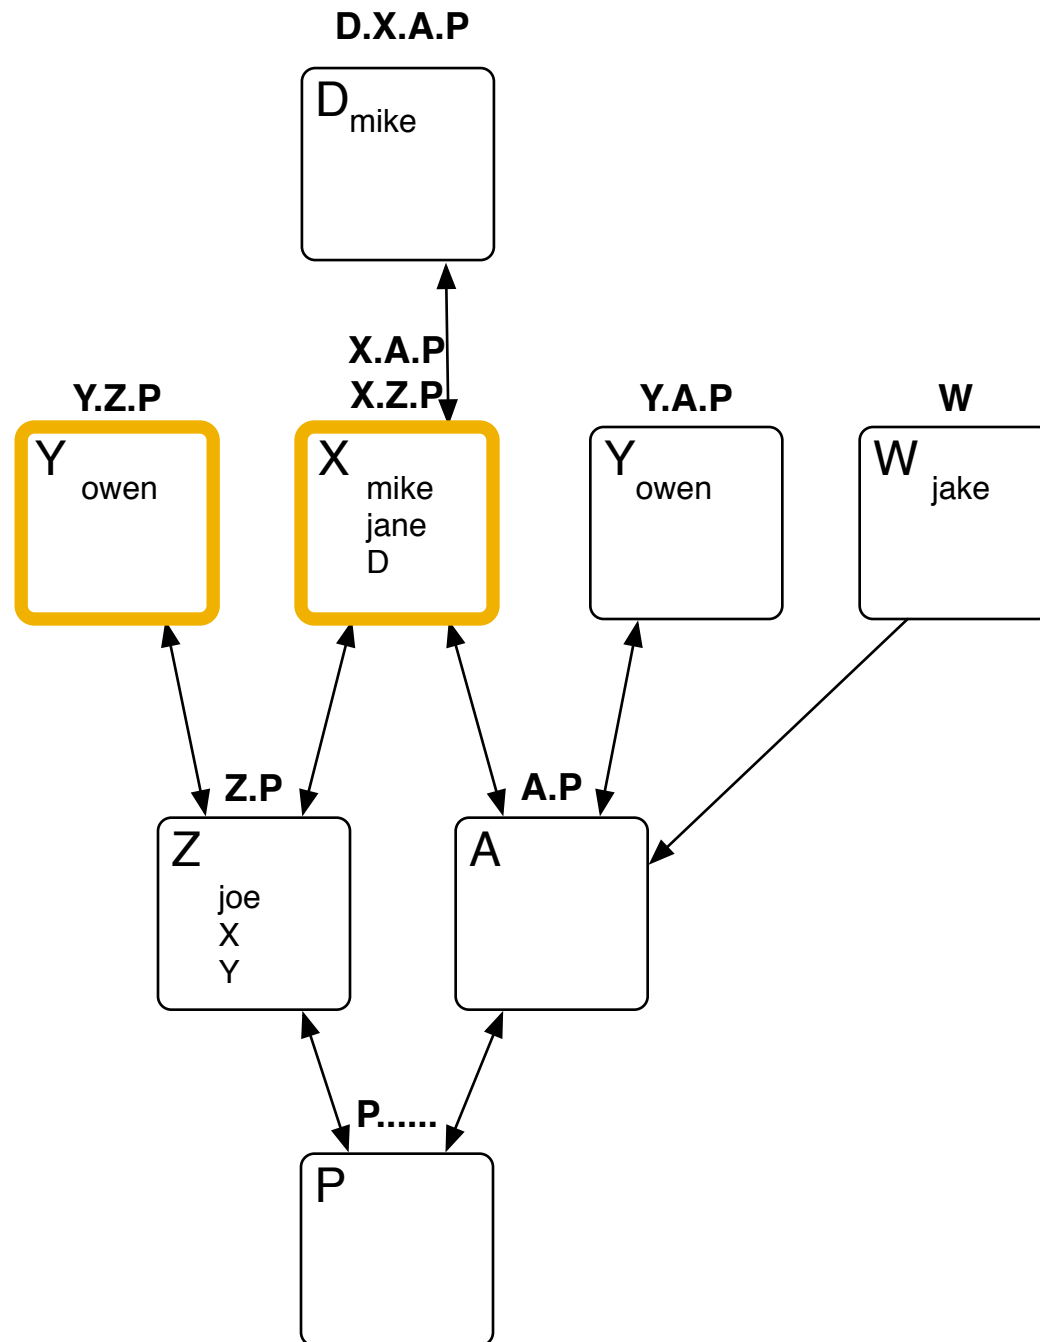 D.X.A.P
D
mike
X.A.P
X.Z.P
Y.Z.P
Y.A.P
W
Y
owen
X
mike
jane
D
Y
owen
W
jake
Z.P
A.P
Z
joe
X
Y
A
P......
P